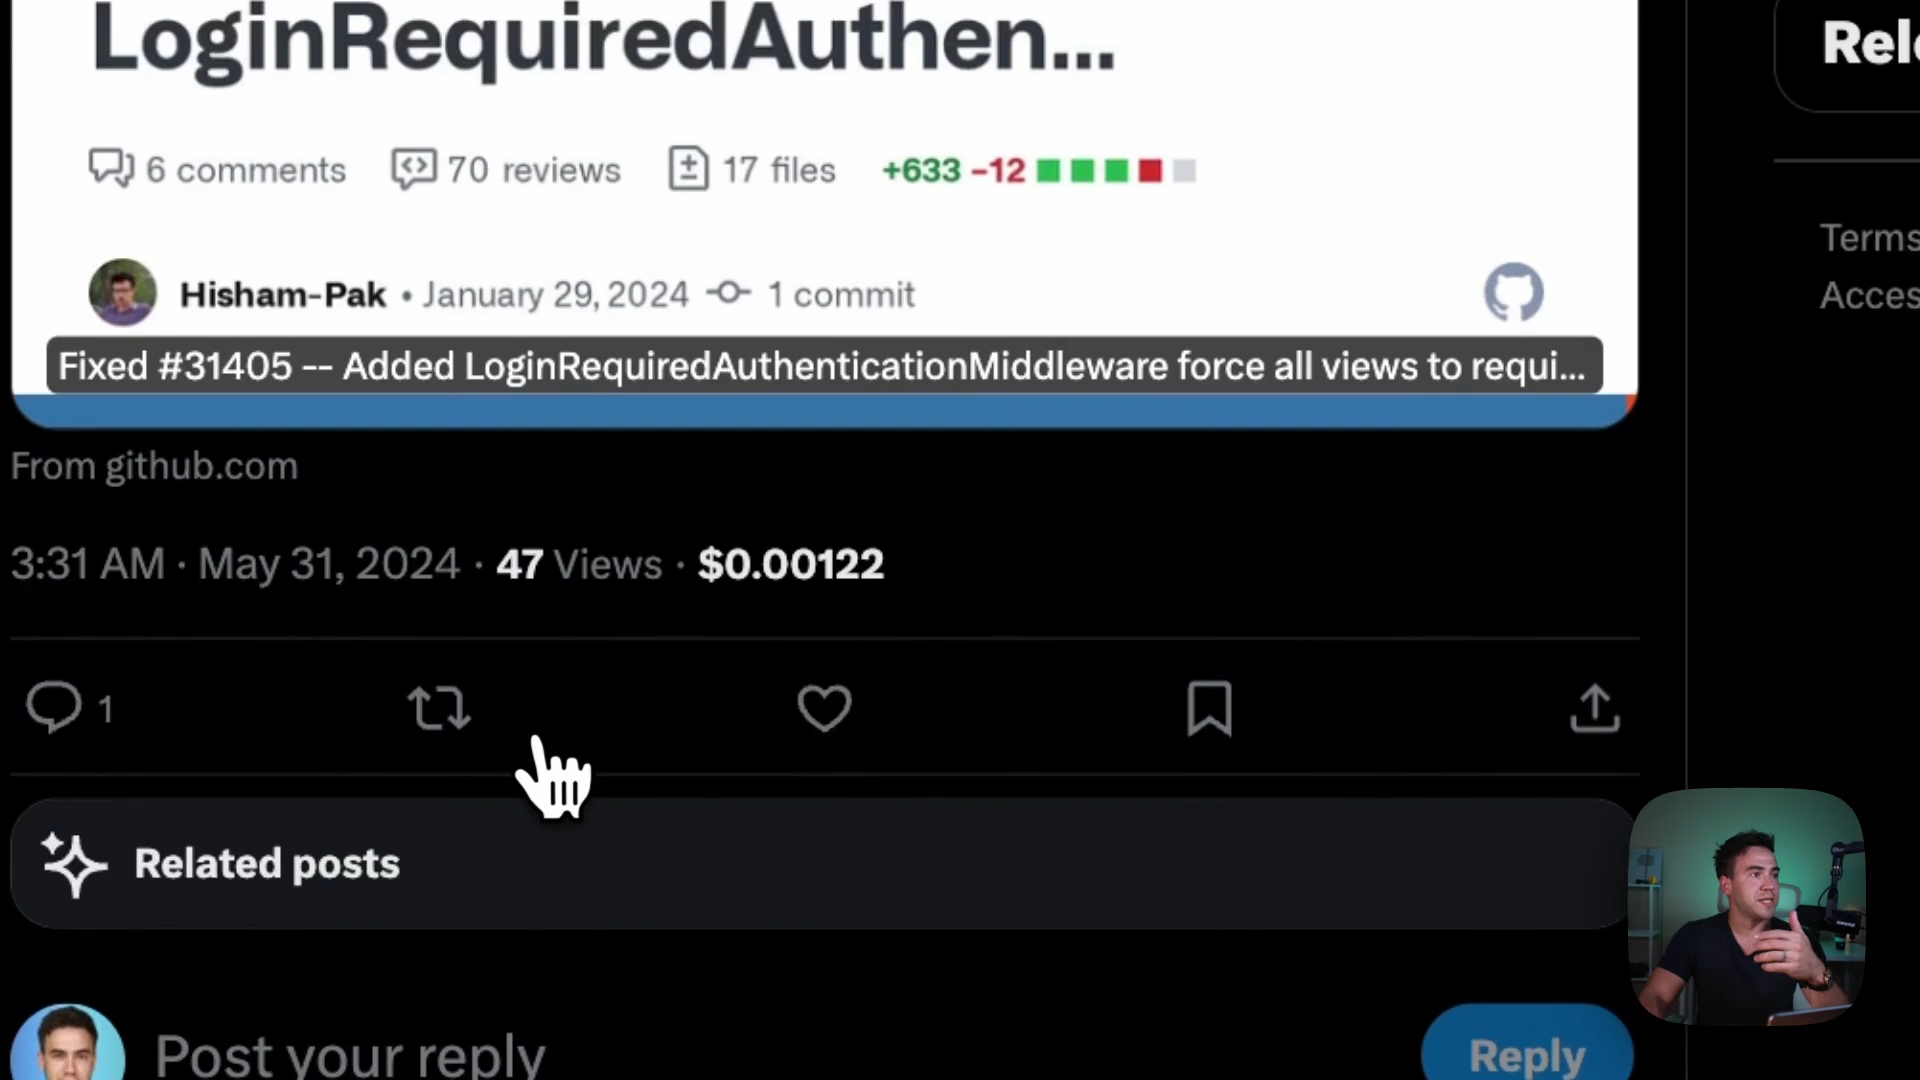 LoginRequiredAuthen...
6 comments 70 reviews 17 files +633 −12
Hisham-Pak • January 29, 2024 1 commit
Fixed #31405 -- Added LoginRequiredAuthenticationMiddleware force all views to requi...
From github.com
3:31 AM · May 31, 2024 · 47 Views · $0.00122
1
Related posts
Post your reply
Reply
Rele
Terms
Acces